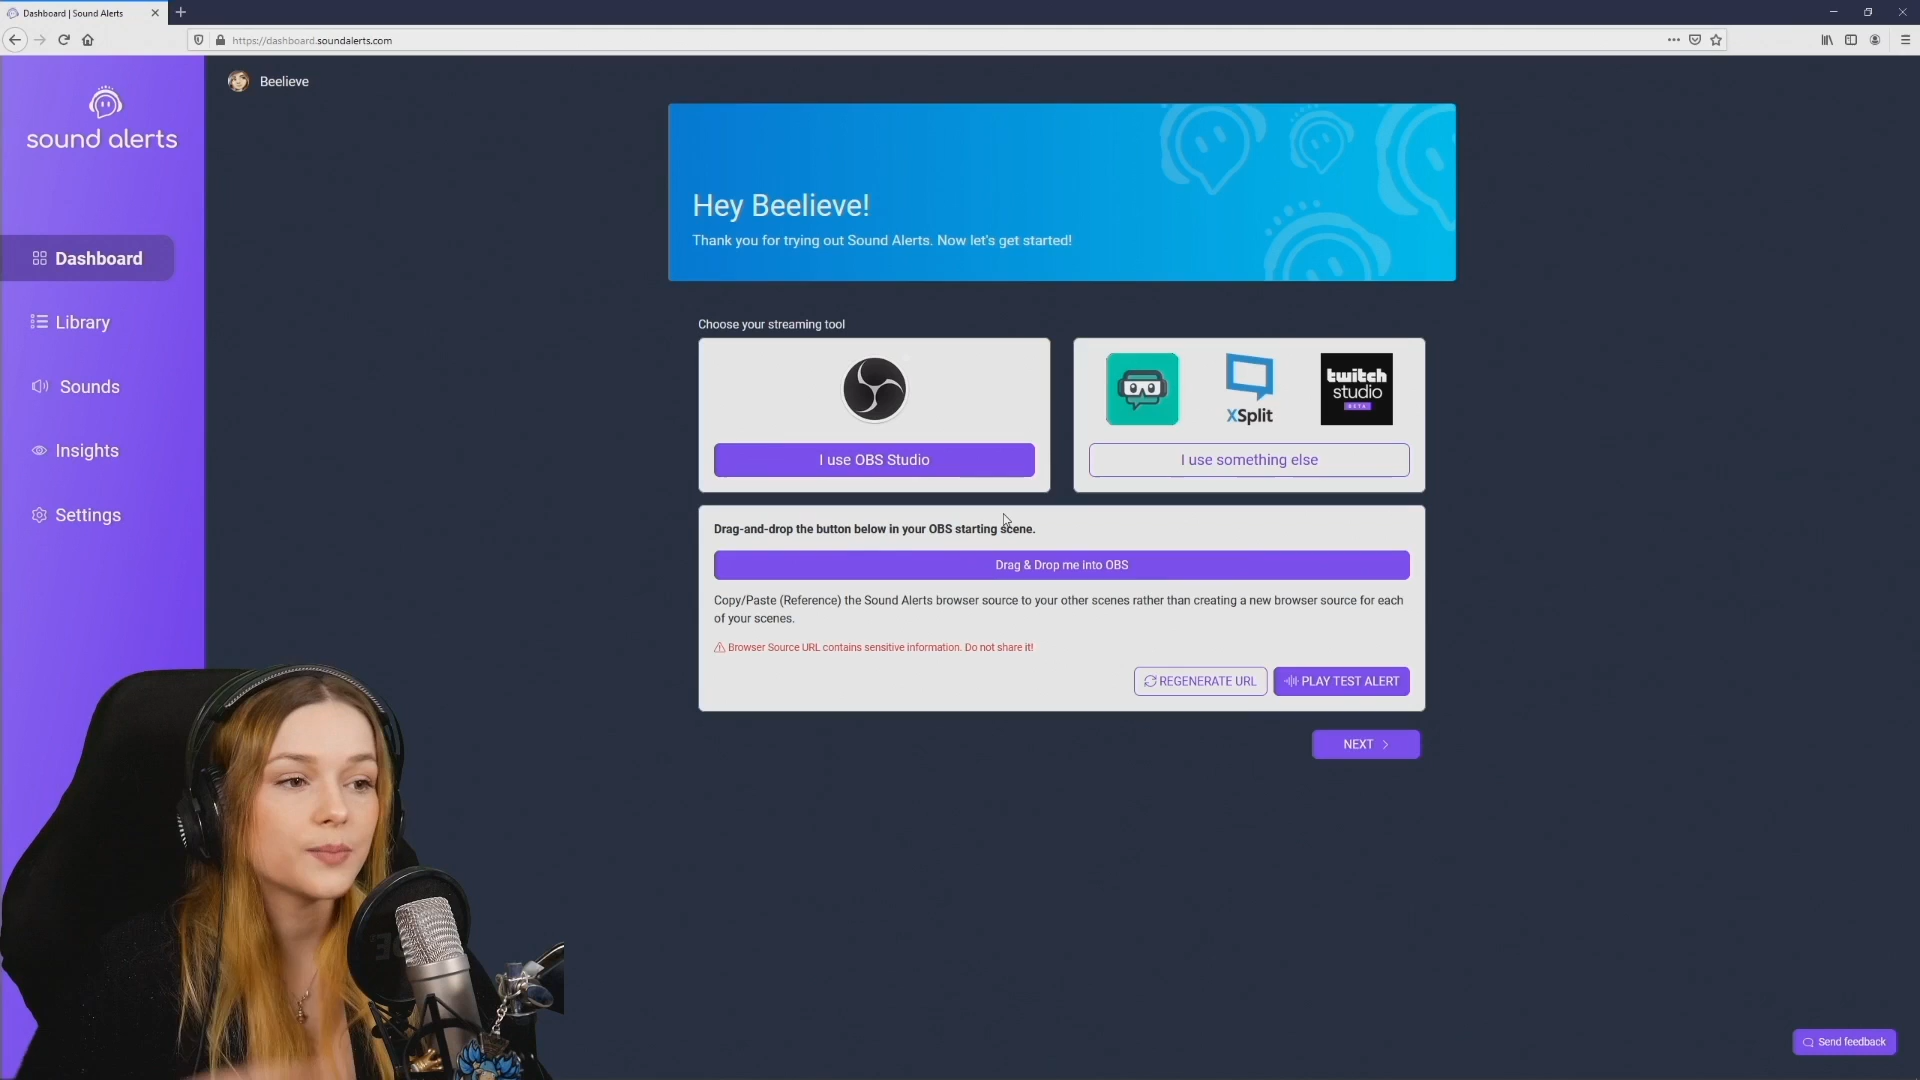 Dashboard | Sound Alerts
https://dashboard.soundalerts.com
sound alerts
Dashboard
Library
Sounds
Insights
Settings
Beelieve
Hey Beelieve!
Thank you for trying out Sound Alerts. Now let's get started!
Choose your streaming tool
I use OBS Studio
XSplit
twitch
studio
BETA
I use something else
Drag-and-drop the button below in your OBS starting scene.
Drag & Drop me into OBS
Copy/Paste (Reference) the Sound Alerts browser source to your other scenes rather than creating a new browser source for each
of your scenes.
Browser Source URL contains sensitive information. Do not share it!
REGENERATE URL
PLAY TEST ALERT
NEXT
Send feedback